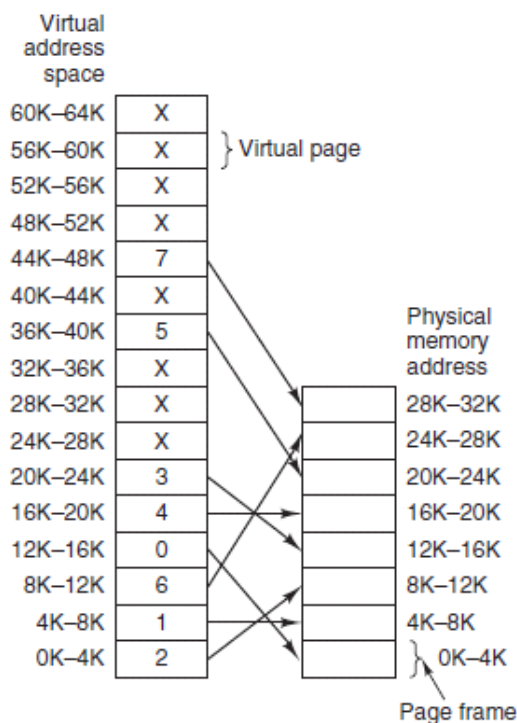 Virtual
address
space
60K–64K X
56K–60K X } Virtual page
52K–56K X
48K–52K X
44K–48K 7
40K–44K X
36K–40K 5
Physical
memory
address
32K–36K X
28K–32K X 28K–32K
24K–28K X 24K–28K
20K–24K 3 20K–24K
16K–20K 4 16K–20K
12K–16K 0 12K–16K
8K–12K 6 8K–12K
4K–8K 1 4K–8K
0K–4K 2 } 0K–4K
Page frame